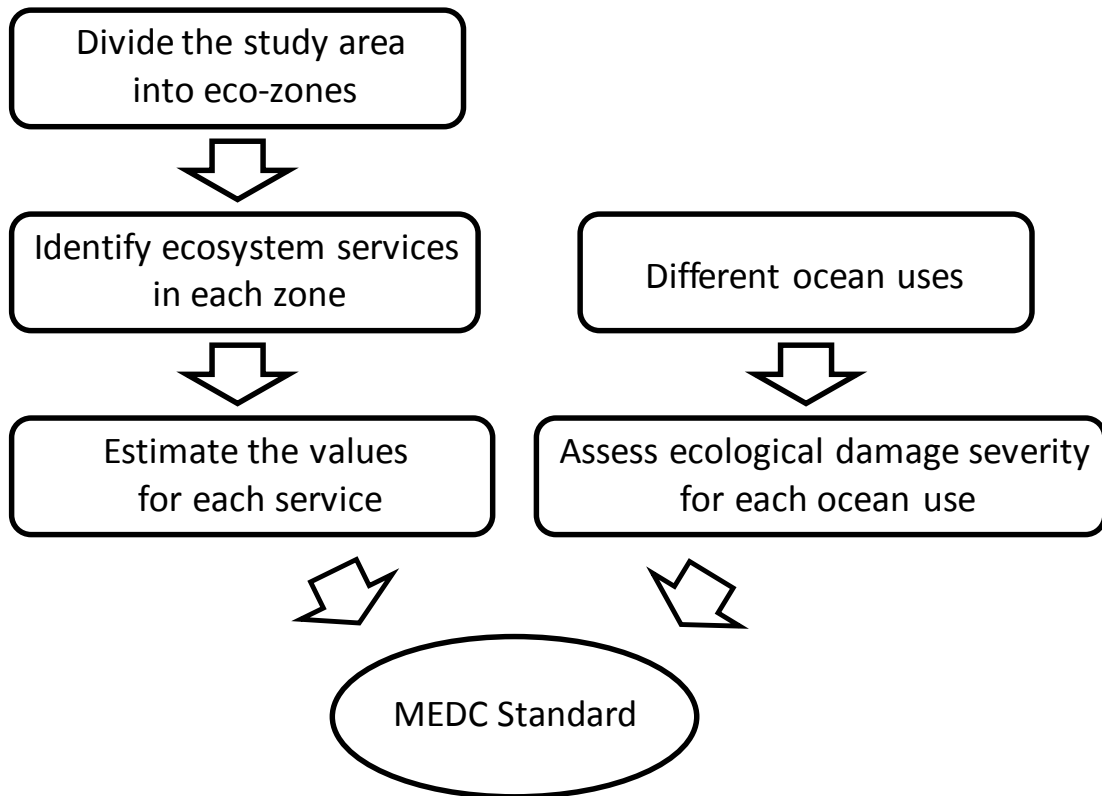 Divide the study area
into eco-zones
Identify ecosystem services
in each zone
Different ocean uses
Estimate the values
for each service
Assess ecological damage severity
for each ocean use
MEDC Standard